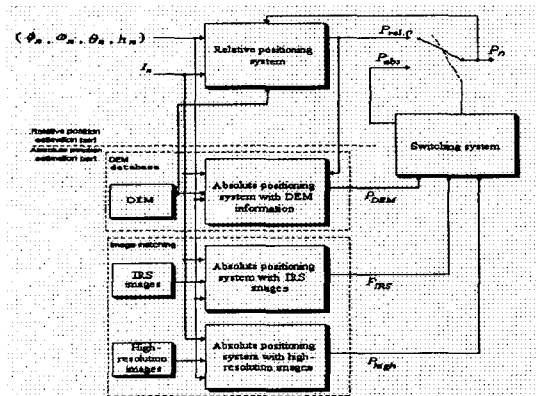 (ϕn, ϖn, θn, hn)
In
Relative positioning
system
Prel,f
Pabs
Po
Relative position
estimation part
Absolute position
estimation part
Switching system
DEM
database
DEM
Absolute positioning
system with DEM
information
PDEM
Image matching
IRS
images
Absolute positioning
system with IRS
images
PIRS
High-
resolution
images
Absolute positioning
system with high-
resolution images
Phigh